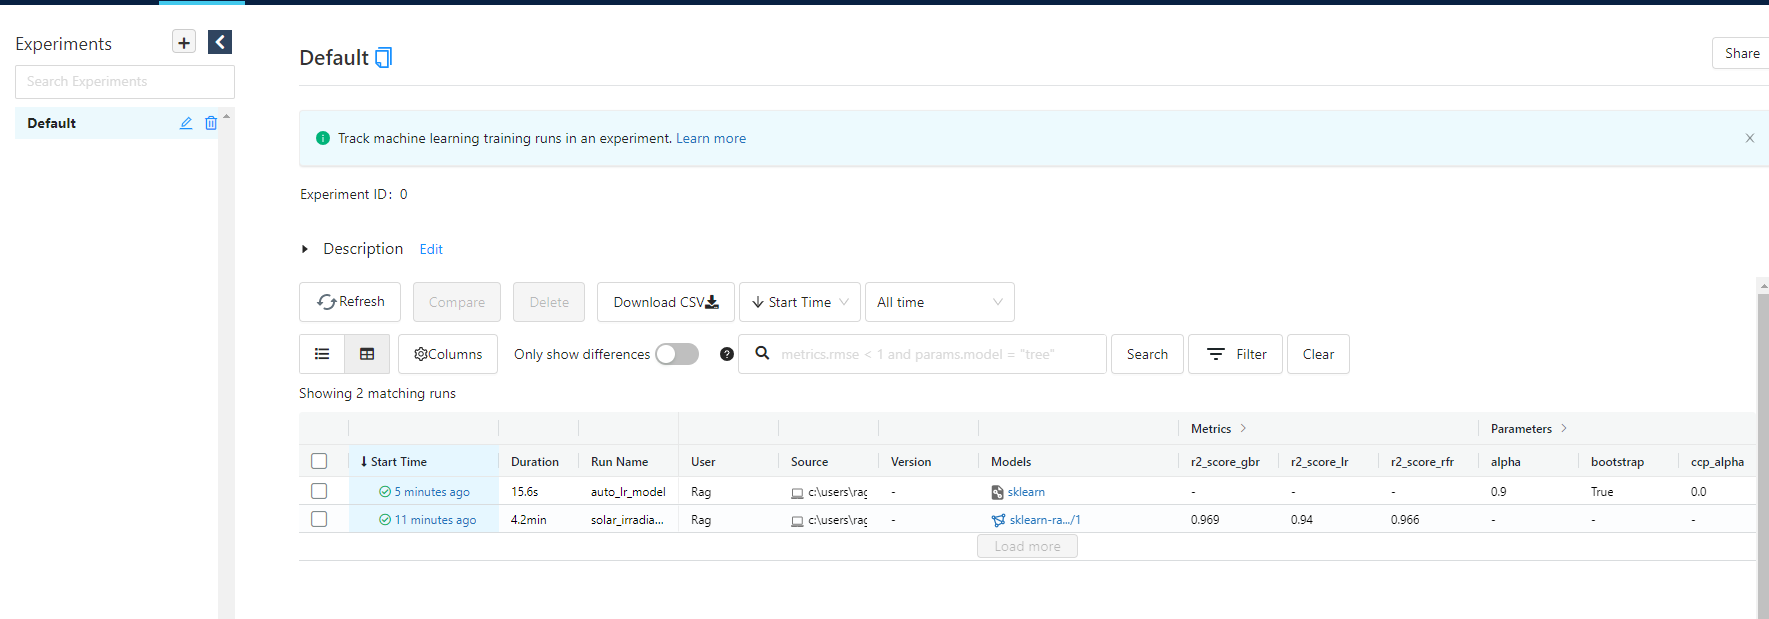 Experiments
Search Experiments
Default
Default
Share
Track machine learning training runs in an experiment. Learn more
Experiment ID: 0
Description Edit
Refresh Compare Delete Download CSV Start Time All time
Columns Only show differences metrics.rmse < 1 and params.model = "tree" Search Filter Clear
Showing 2 matching runs
Metrics Parameters
Start Time Duration Run Name User Source Version Models r2_score_gbr r2_score_lr r2_score_rfr alpha bootstrap ccp_alpha
5 minutes ago 15.6s auto_lr_model Rag c:\users\rag - sklearn - - - 0.9 True 0.0
11 minutes ago 4.2min solar_irradia... Rag c:\users\rag - sklearn-ra.../1 0.969 0.94 0.966 - - -
Load more